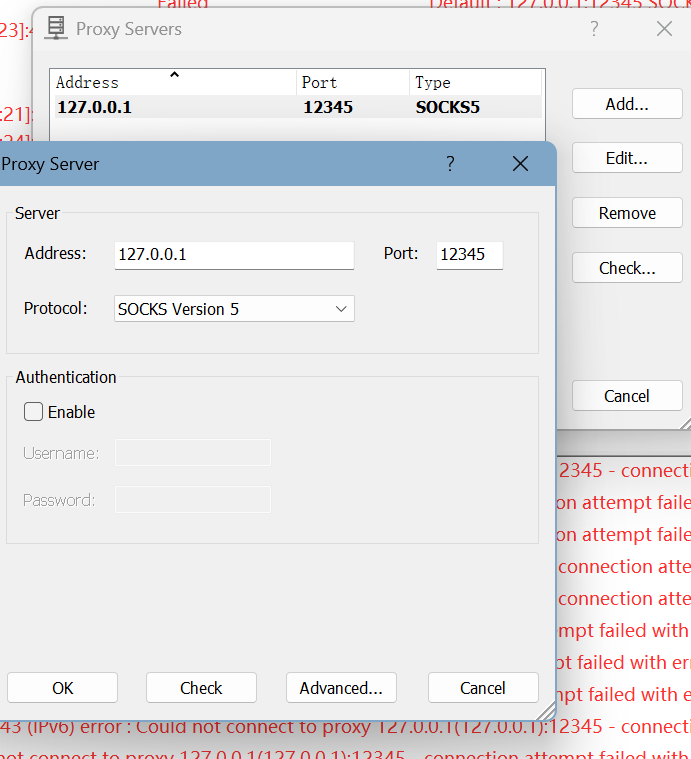 Failed Default : 127.0.0.1:12345 SOCK
23]:
Proxy Servers ?
Address Port Type
127.0.0.1 12345 SOCKS5
Add...
:21]:
Edit...
:24]:
Proxy Server ?
Remove
Server
Address: 127.0.0.1 Port: 12345
Check...
Protocol: SOCKS Version 5
Authentication
Cancel
Enable
Username:
12345 - connecti
Password:
on attempt faile
on attempt faile
connection atte
connection atte
mpt failed with
pt failed with err
OK Check Advanced... Cancel
mpt failed with e
43 (IPv6) error : Could not connect to proxy 127.0.0.1(127.0.0.1):12345 - connecti
not connect to proxy 127.0.0.1(127.0.0.1):12345 - connection attempt failed with